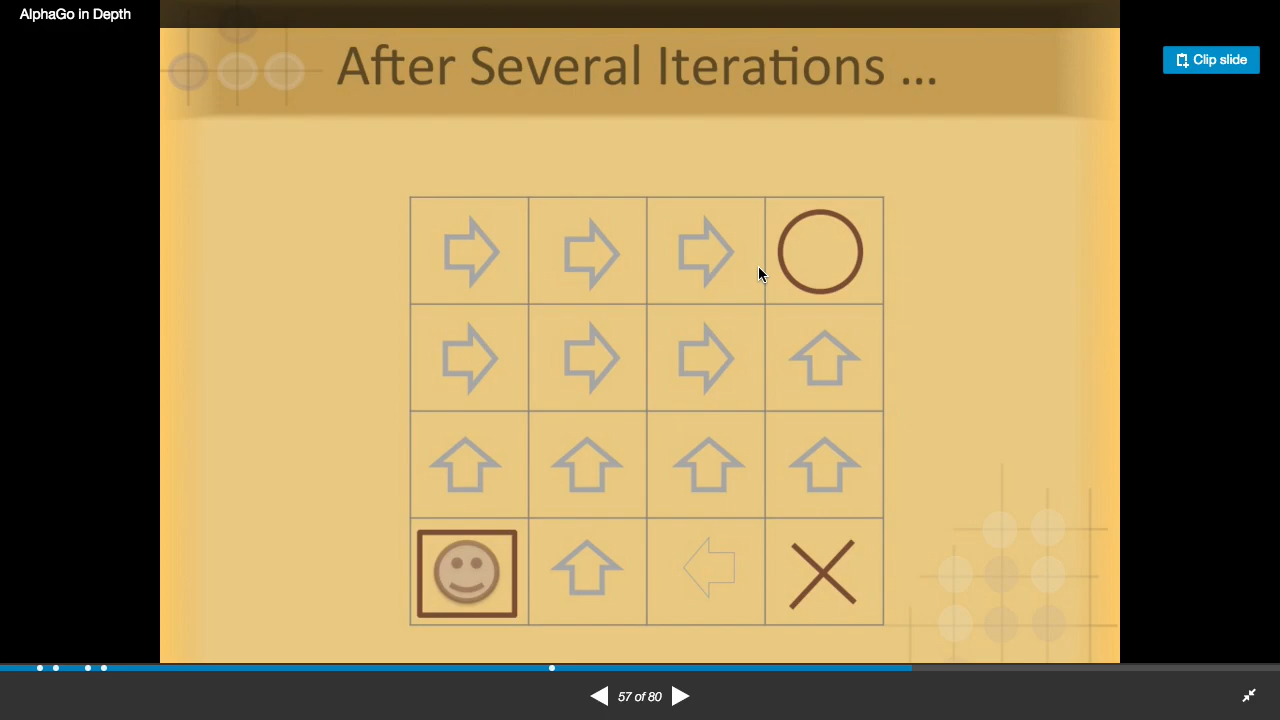 AlphaGo in Depth
After Several Iterations ...
Clip slide
57 of 80